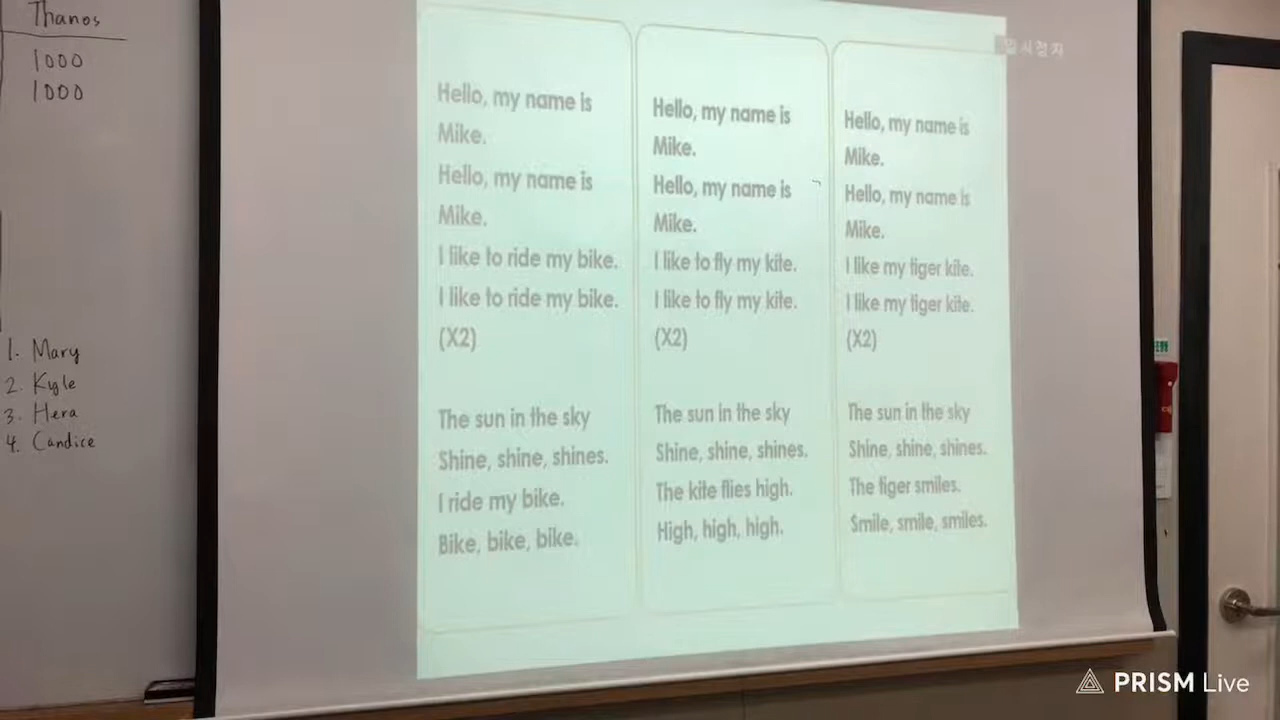 Thanos
1000
1000
1. Mary
2. Kyle
3. Hera
4. Candice
Hello, my name is
Mike.
Hello, my name is
Mike.
I like to ride my bike.
I like to ride my bike.
(X2)
The sun in the sky
Shine, shine, shines.
I ride my bike.
Bike, bike, bike.
Hello, my name is
Mike.
Hello, my name is
Mike.
I like to fly my kite.
I like to fly my kite.
(X2)
The sun in the sky
Shine, shine, shines.
The kite flies high.
High, high, high.
Hello, my name is
Mike.
Hello, my name is
Mike.
I like my tiger kite.
I like my tiger kite.
(X2)
The sun in the sky
Shine, shine, shines.
The tiger smiles.
Smile, smile, smiles.
일시정지
PRISM Live